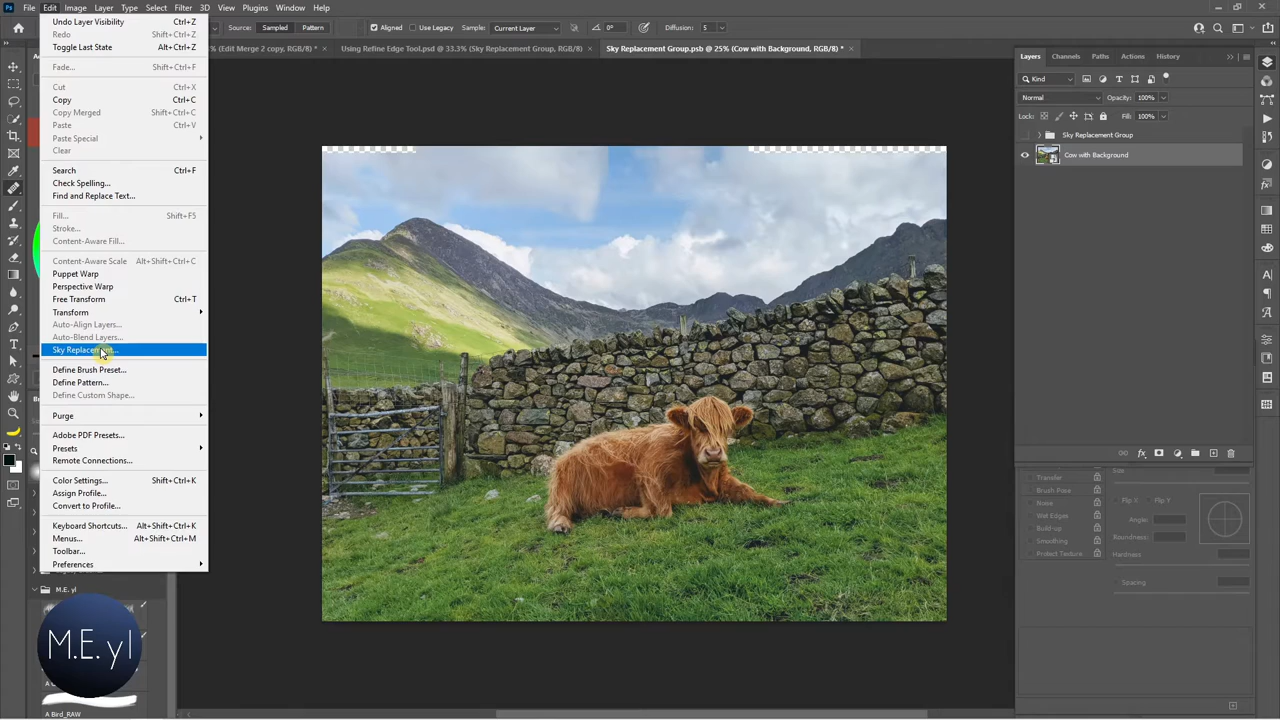 File Edit Image Layer Type Select Filter 3D View Plugins Window Help
Source: Sampled Pattern Aligned Use Legacy Sample: Current Layer 0° Diffusion: 5
(Edit Merge 2 copy, RGB/8) * × Using Refine Edge Tool.psd @ 33.3% (Sky Replacement Group, RGB/8) × Sky Replacement Group.psb @ 25% (Cow with Background, RGB/8) * ×
Undo Layer Visibility Ctrl+Z
Redo Shift+Ctrl+Z
Toggle Last State Alt+Ctrl+Z
Fade... Shift+Ctrl+F
Cut Ctrl+X
Copy Ctrl+C
Copy Merged Shift+Ctrl+C
Paste Ctrl+V
Paste Special
Clear
Search Ctrl+F
Check Spelling...
Find and Replace Text...
Fill... Shift+F5
Stroke...
Content-Aware Fill...
Content-Aware Scale Alt+Shift+Ctrl+C
Puppet Warp
Perspective Warp
Free Transform Ctrl+T
Transform
Auto-Align Layers...
Auto-Blend Layers...
Sky Replacement...
Define Brush Preset...
Define Pattern...
Define Custom Shape...
Purge
Adobe PDF Presets...
Presets
Remote Connections...
Color Settings... Shift+Ctrl+K
Assign Profile...
Convert to Profile...
Keyboard Shortcuts... Alt+Shift+Ctrl+K
Menus... Alt+Shift+Ctrl+M
Toolbar...
Preferences
M.E. yl
M.E.yl
A Bird_RAW
Layers Channels Paths Actions History
Kind
Normal Opacity: 100%
Lock: Fill: 100%
Sky Replacement Group
Cow with Background
Size
Transfer
Brush Pose
Flip X Flip Y
Noise
Wet Edges
Angle:
Build-up
Roundness:
Smoothing
Hardness
Protect Texture
Spacing